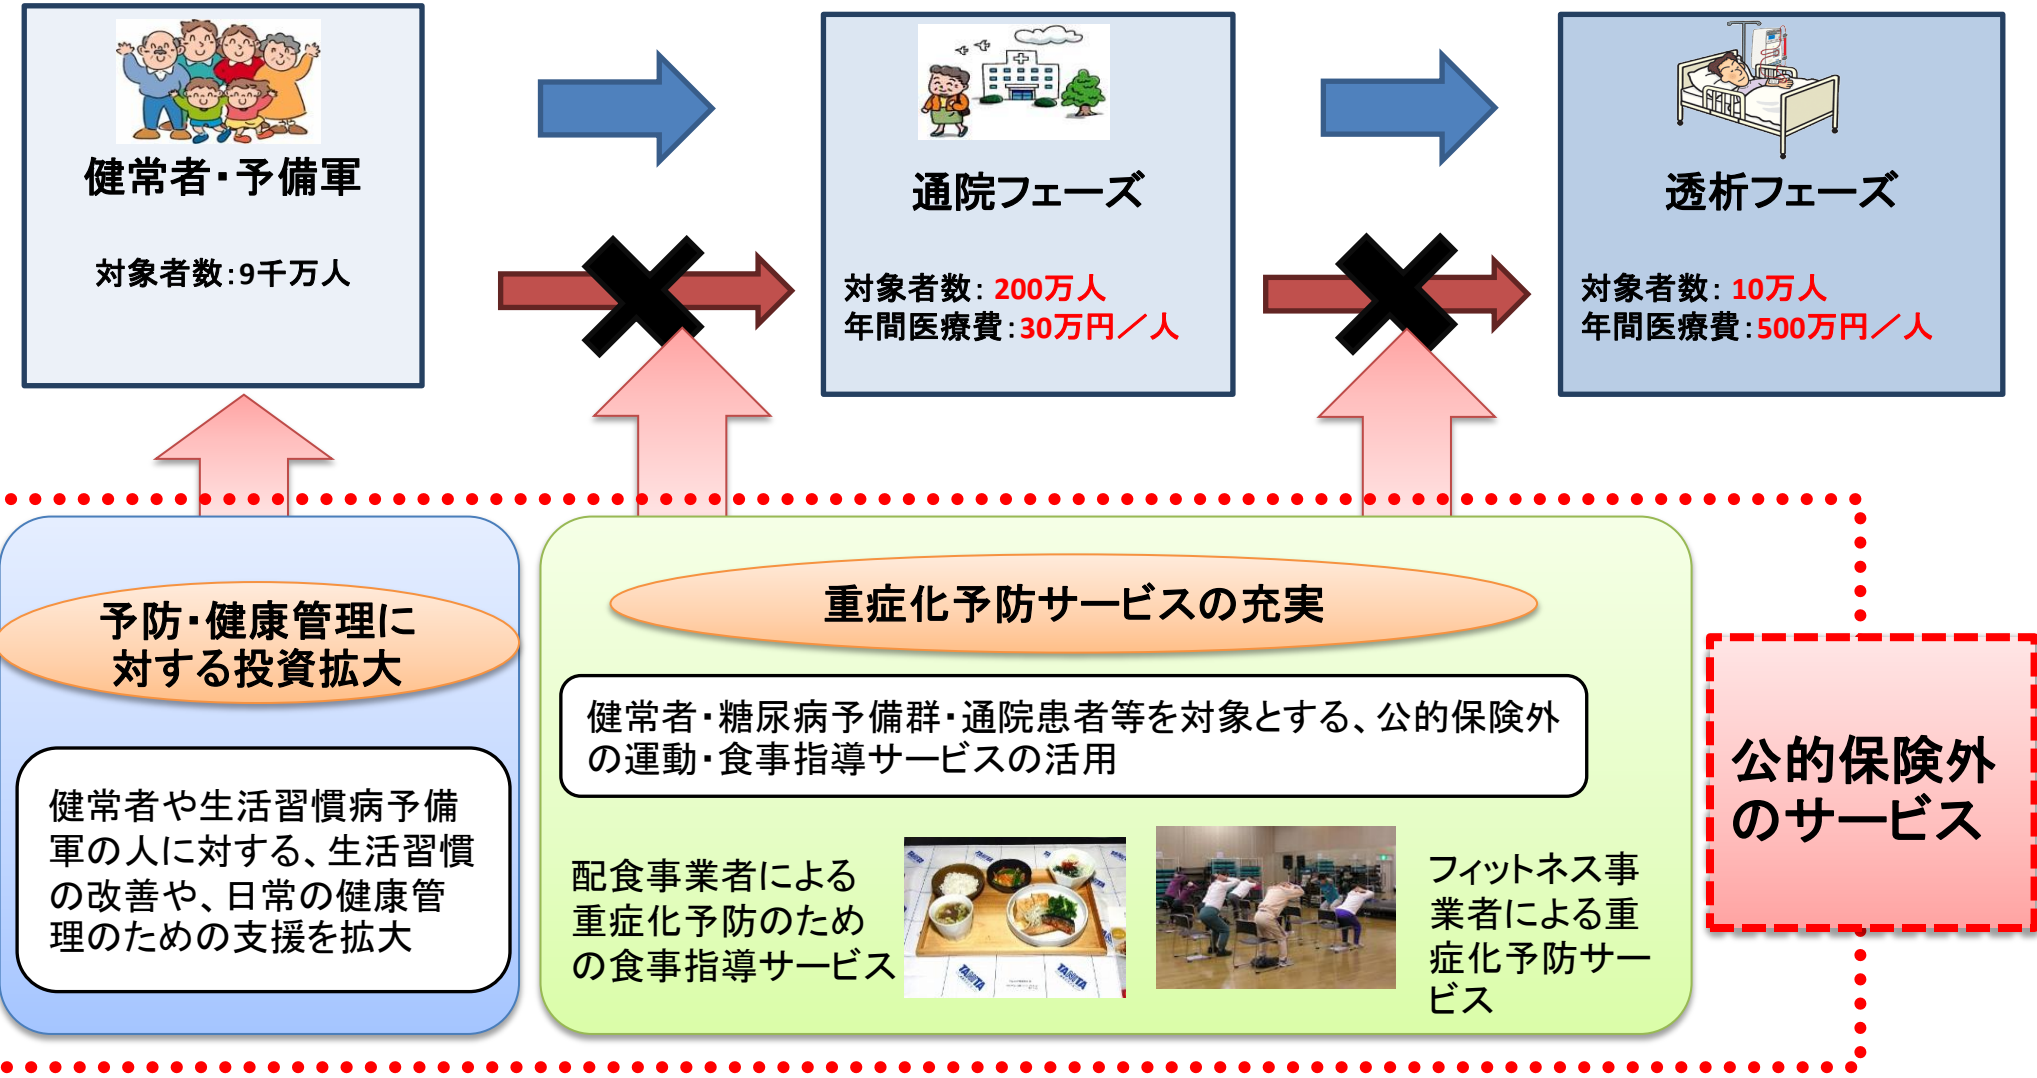 健常者・予備軍
対象者数：9千万人
通院フェーズ
対象者数： 200万人
年間医療費：30万円／人
透析フェーズ
対象者数： 10万人
年間医療費：500万円／人
予防・健康管理に
対する投資拡大
健常者や生活習慣病予備
軍の人に対する、生活習慣
の改善や、日常の健康管
理のための支援を拡大
重症化予防サービスの充実
健常者・糖尿病予備群・通院患者等を対象とする、公的保険外
の運動・食事指導サービスの活用
配食事業者による
重症化予防のため
の食事指導サービス
TANITA
TANITA
フィットネス事
業者による重
症化予防サー
ビス
公的保険外
のサービス